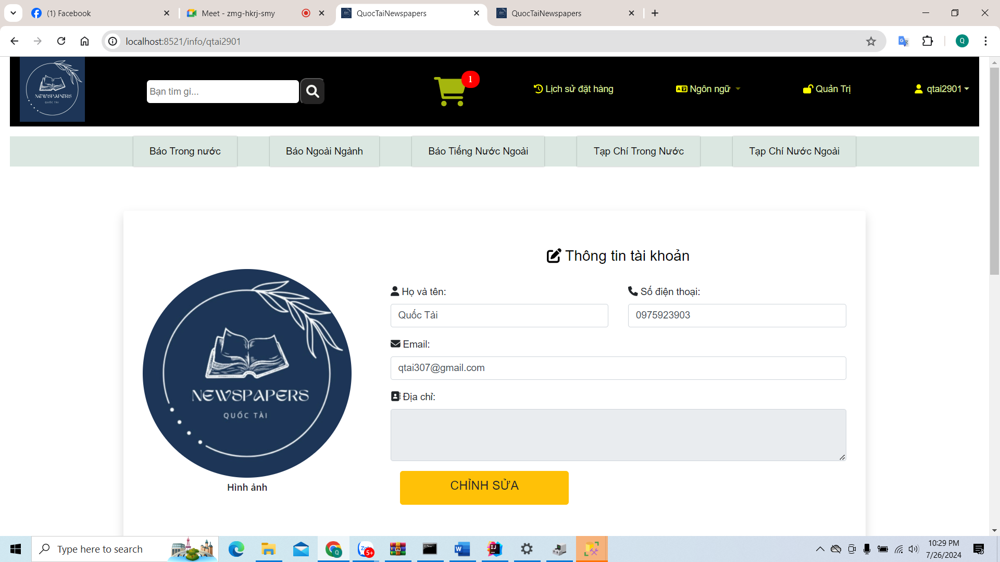 (1) Facebook
Meet - zmg-hkrj-smy
QuocTaiNewspapers
QuocTaiNewspapers
localhost:8521/info/qtai2901
Q
NEWSPAPERS
QUỐC TÀI
Bạn tìm gì...
1
Lịch sử đặt hàng
Ngôn ngữ
Quản Trị
qtai2901
Báo Trong nước
Báo Ngoài Ngành
Báo Tiếng Nước Ngoài
Tạp Chí Trong Nước
Tạp Chí Nước Ngoài
Thông tin tài khoản
Họ và tên:
Số điện thoại:
Quốc Tài
0975923903
Email:
qtai307@gmail.com
Địa chỉ:
NEWSPAPERS
QUỐC TÀI
Hình ảnh
CHỈNH SỬA
Type here to search
5+
10:29 PM
7/26/2024